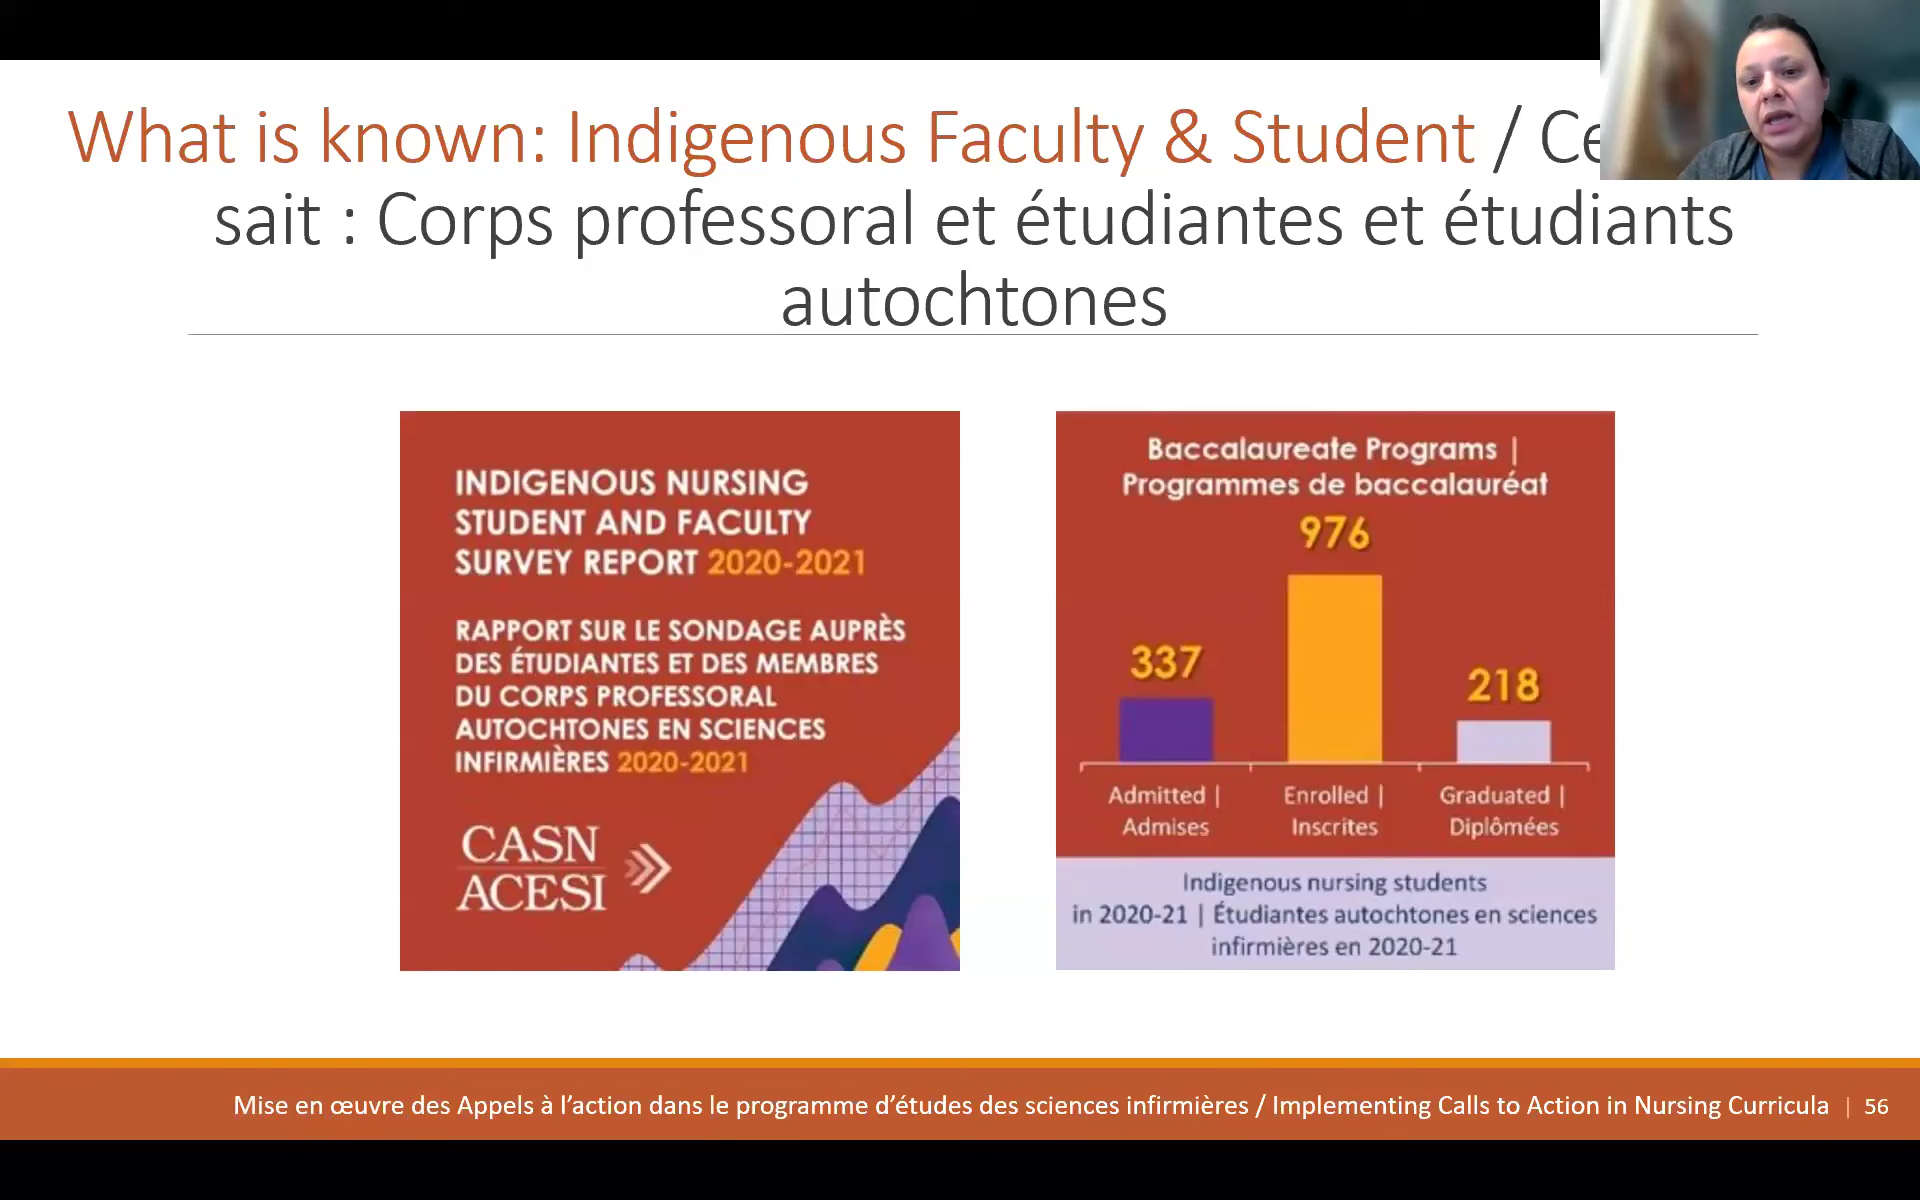 What is known: Indigenous Faculty & Student / Ce
sait : Corps professoral et étudiantes et étudiants
autochtones
INDIGENOUS NURSING
STUDENT AND FACULTY
SURVEY REPORT 2020-2021
RAPPORT SUR LE SONDAGE AUPRÈS
DES ÉTUDIANTES ET DES MEMBRES
DU CORPS PROFESSORAL
AUTOCHTONES EN SCIENCES
INFIRMIÈRES 2020-2021
CASN
ACESI
Baccalaureate Programs |
Programmes de baccalauréat
976
337
218
Admitted | Enrolled | Graduated |
Admises Inscrites Diplômées
Indigenous nursing students
in 2020-21 | Étudiantes autochtones en sciences
infirmières en 2020-21
Mise en œuvre des Appels à l’action dans le programme d’études des sciences infirmières / Implementing Calls to Action in Nursing Curricula | 56